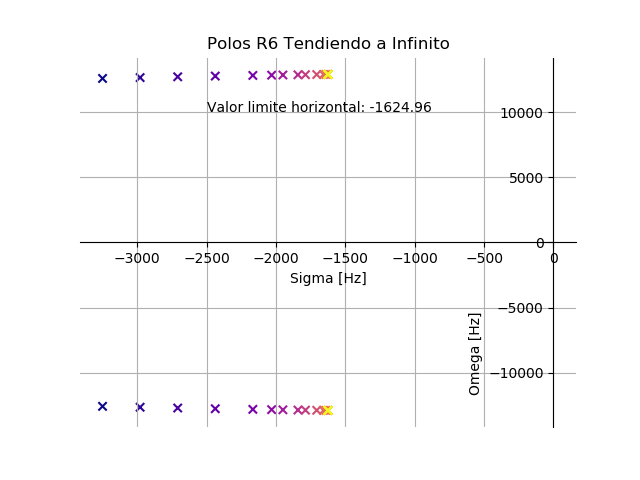 Polos R6 Tendiendo a Infinito
Valor limite horizontal: -1624.96
10000
5000
0
−3000 −2500 −2000 −1500 −1000 −500 0
Sigma [Hz]
−5000
Omega [Hz]
−10000